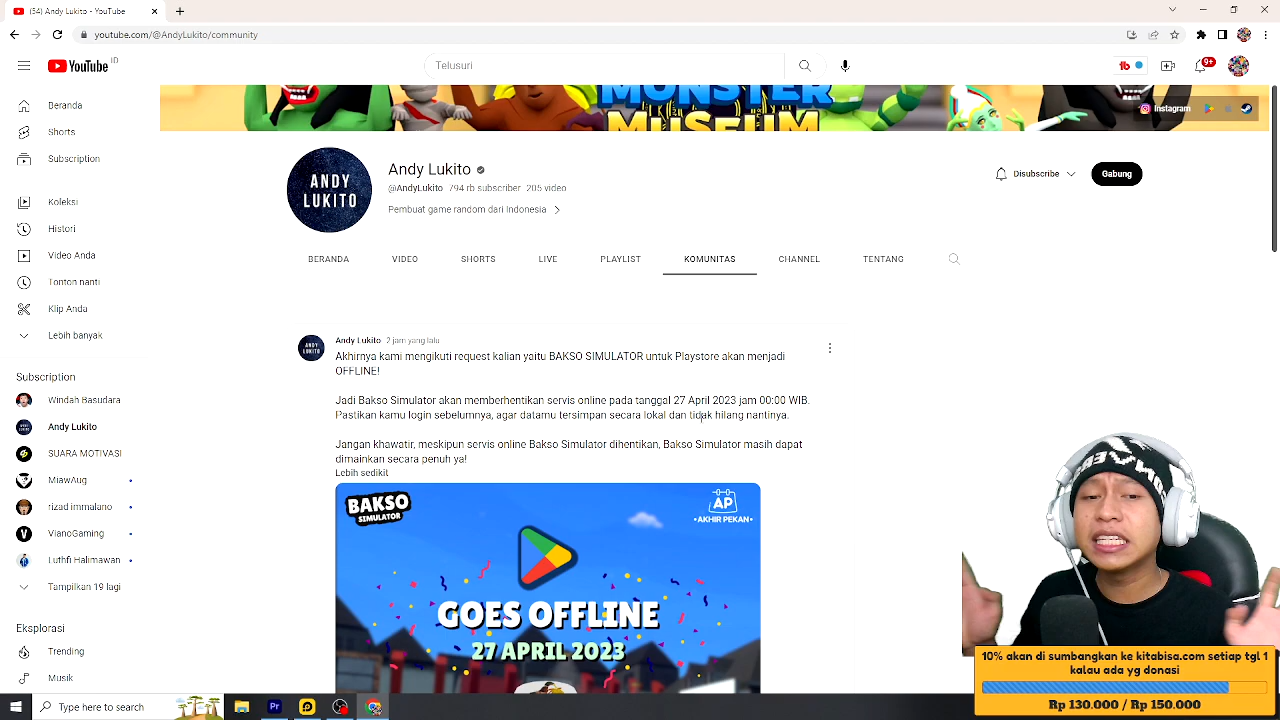 (54) Andy Lukito - YouTube
youtube.com/@AndyLukito/community
YouTube ID
Telusuri
9+
MONSTER
MUSEUM
Instagram
Beranda
Shorts
Subscription
Koleksi
Histori
Video Anda
Tonton nanti
Klip Anda
Lebih banyak
Subscription
Windah Basudara
Andy Lukito
SUARA MOTIVASI
MiawAug
rizad immalano
VianoGaming
Luthfi Halimawan
Tampilkan 19 lagi
Eksplorasi
Trending
Musik
ANDY
LUKITO
Andy Lukito
@AndyLukito 794 rb subscriber 205 video
Pembuat game random dari Indonesia
Disubscribe
Gabung
BERANDA VIDEO SHORTS LIVE PLAYLIST KOMUNITAS CHANNEL TENTANG
ANDY
LUKITO
Andy Lukito 2 jam yang lalu
Akhirnya kami mengikuti request kalian yaitu BAKSO SIMULATOR untuk Playstore akan menjadi
OFFLINE!
Jadi Bakso Simulator akan memberhentikan servis online pada tanggal 27 April 2023 jam 00:00 WIB.
Pastikan kamu login sebelumnya, agar datamu tersimpan secara lokal dan tidak hilang nantinya.
Jangan khawatir, meskipun servis online Bakso Simulator dihentikan, Bakso Simulator masih dapat
dimainkan secara penuh ya!
Lebih sedikit
BAKSO
SIMULATOR
AP
•AKHIR PEKAN•
GOES OFFLINE
27 APRIL 2023
10% akan di sumbangkan ke kitabisa.com setiap tgl 1
kalau ada yg donasi
Rp 130.000 / Rp 150.000
Type here to search
Pr